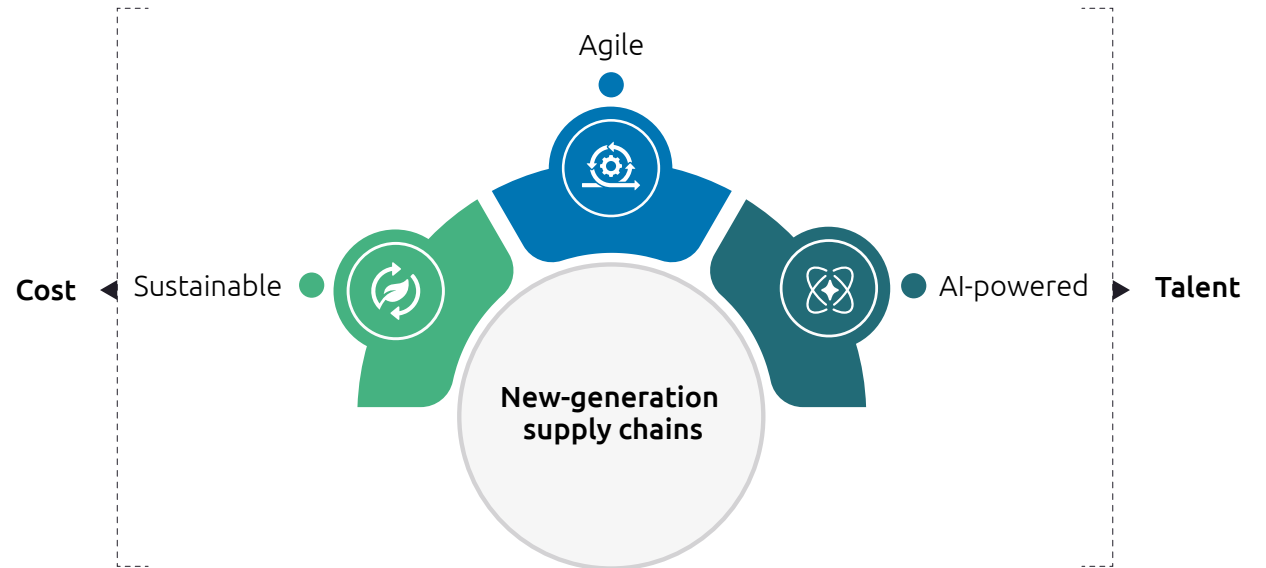 Agile
Cost
Sustainable
AI-powered
Talent
New-generation
supply chains